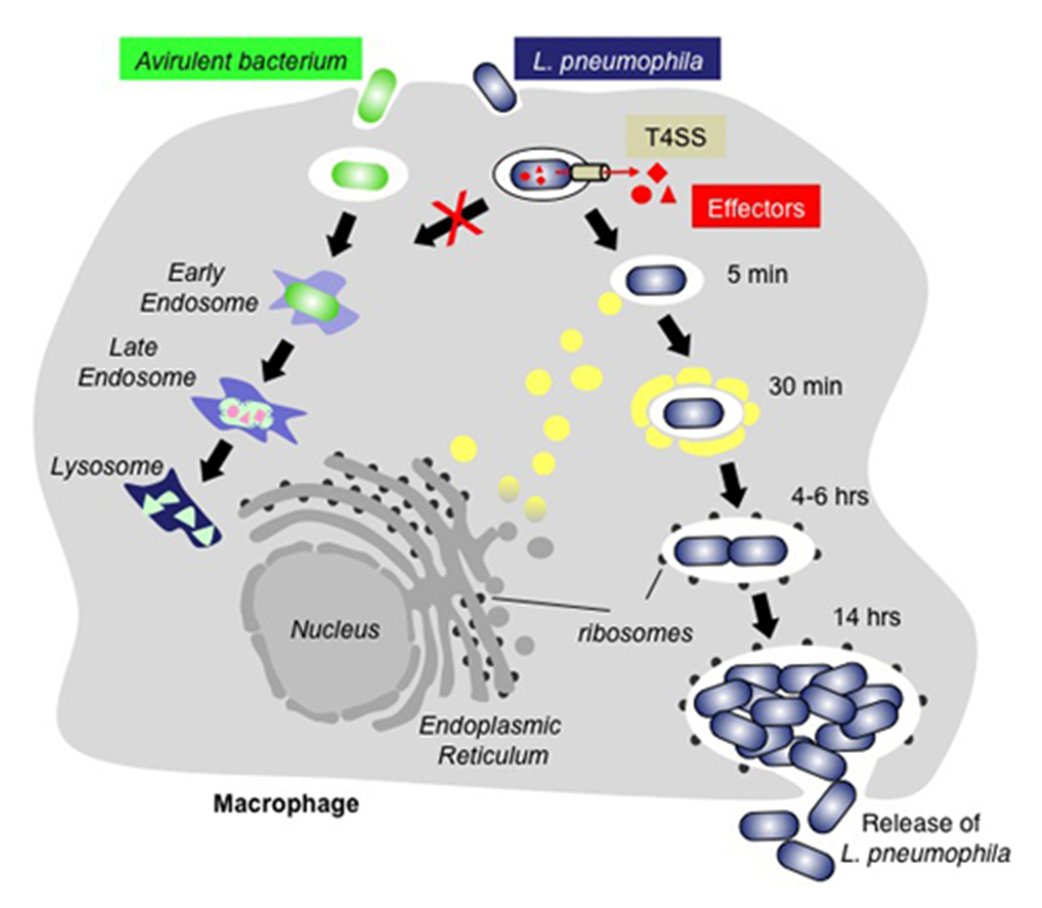 Avirulent bacterium
L. pneumophila
T4SS
Effectors
Early
Endosome
5 min
Late
Endosome
30 min
Lysosome
4-6 hrs
Nucleus
ribosomes
14 hrs
Endoplasmic
Reticulum
Macrophage
Release of
L. pneumophila